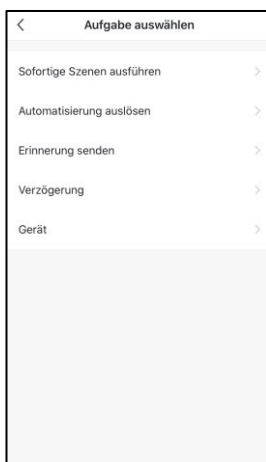 Aufgabe auswählen
Sofortige Szenen ausführen
Automatisierung auslösen
Erinnerung senden
Verzögerung
Gerät